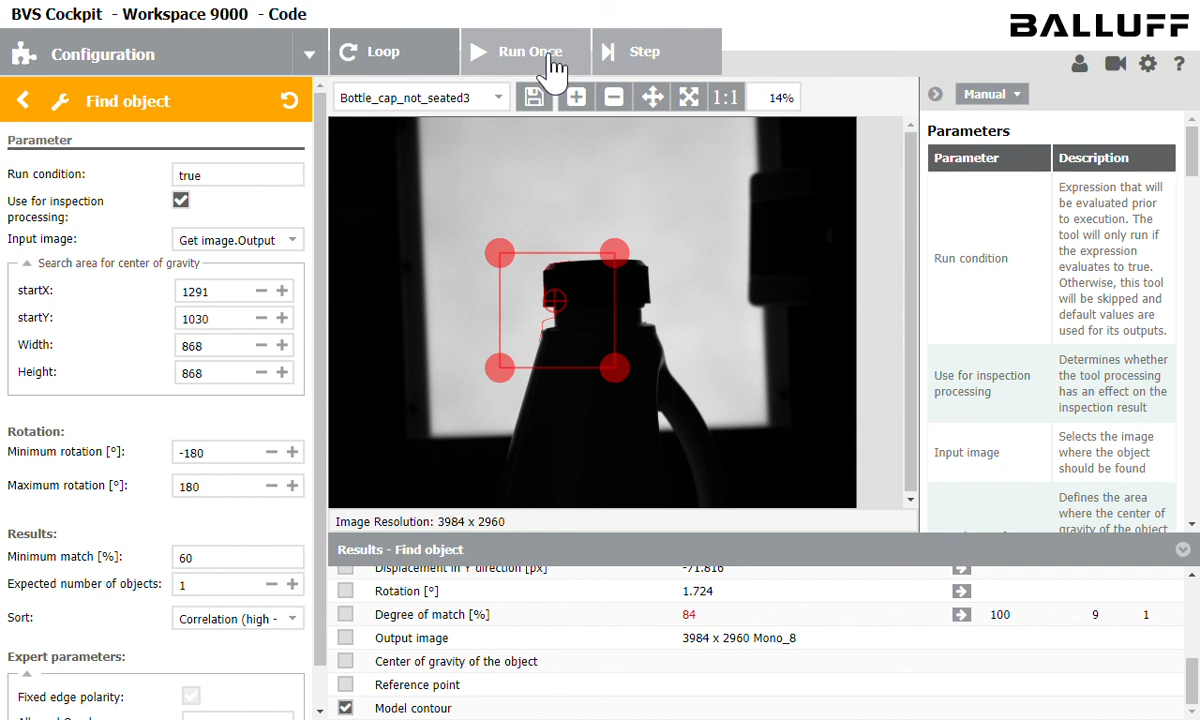 BVS Cockpit - Workspace 9000 - Code
BALLUFF
Configuration
Loop
Run Once
Step
Find object
Bottle_cap_not_seated3
1:1
14%
Manual
Parameter
Run condition:
true
Use for inspection
processing:
Input image:
Get image.Output
Search area for center of gravity
startX:
1291
startY:
1030
Width:
868
Height:
868
Rotation:
Minimum rotation [°]:
-180
Maximum rotation [°]:
180
Results:
Minimum match [%]:
60
Expected number of objects:
1
Sort:
Correlation (high -
Expert parameters:
Fixed edge polarity:
Image Resolution: 3984 x 2960
Results - Find object
Displacement in Y direction [px]
-71.816
Rotation [°]
1.724
Degree of match [%]
84
100
9
1
Output image
3984 x 2960 Mono_8
Center of gravity of the object
Reference point
Model contour
Parameters
Parameter
Description
Run condition
Expression that will
be evaluated prior
to execution. The
tool will only run if
the expression
evaluates to true.
Otherwise, this tool
will be skipped and
default values are
used for its outputs.
Use for inspection
processing
Determines whether
the tool processing
has an effect on the
inspection result
Input image
Selects the image
where the object
should be found
Defines the area
where the center of
gravity of the object